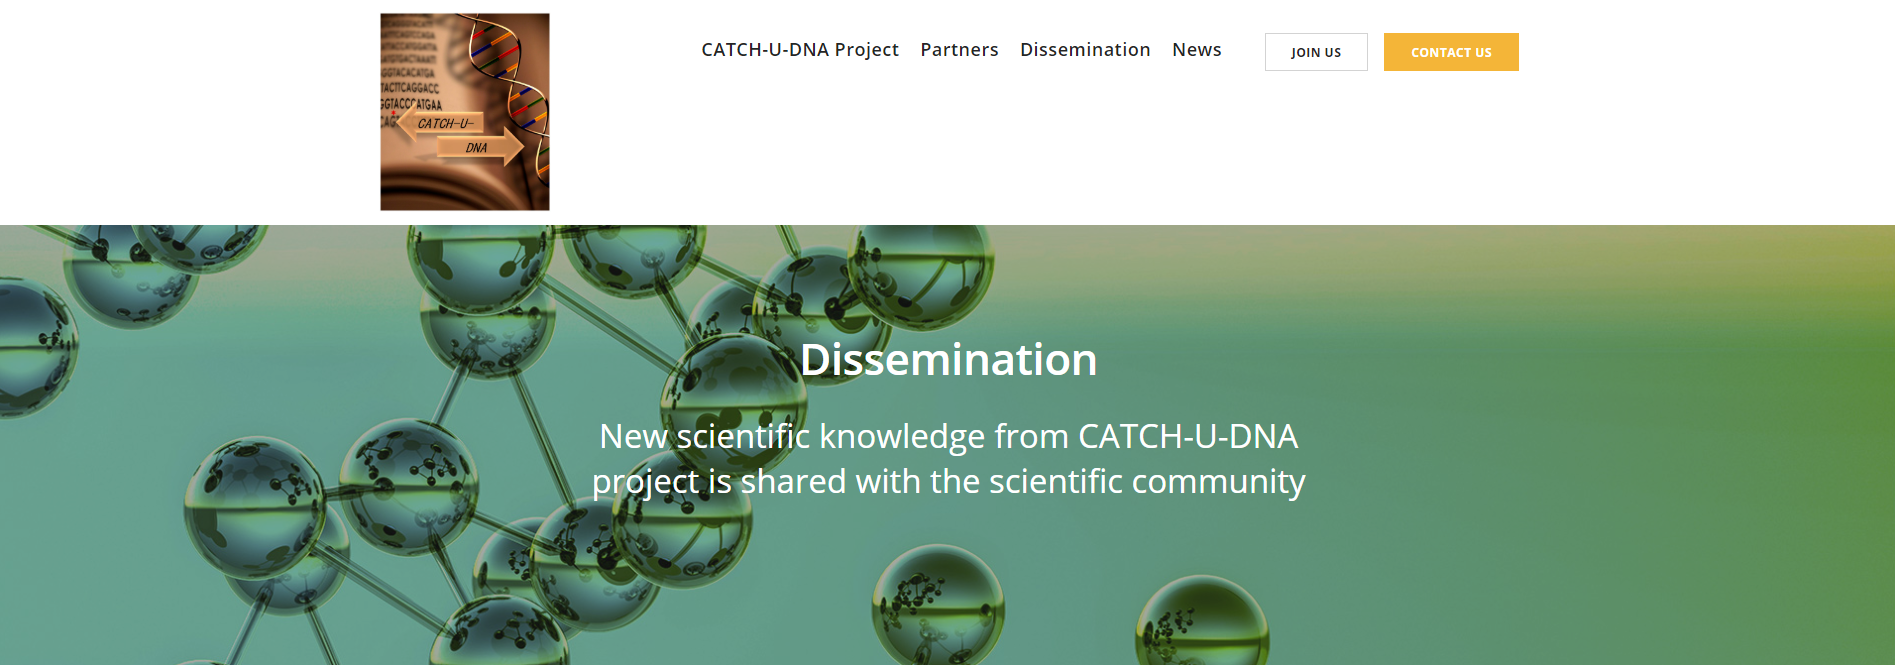 CATCH-U-
DNA
CATCH-U-DNA Project Partners Dissemination News
JOIN US
CONTACT US
Dissemination
New scientific knowledge from CATCH-U-DNA
project is shared with the scientific community